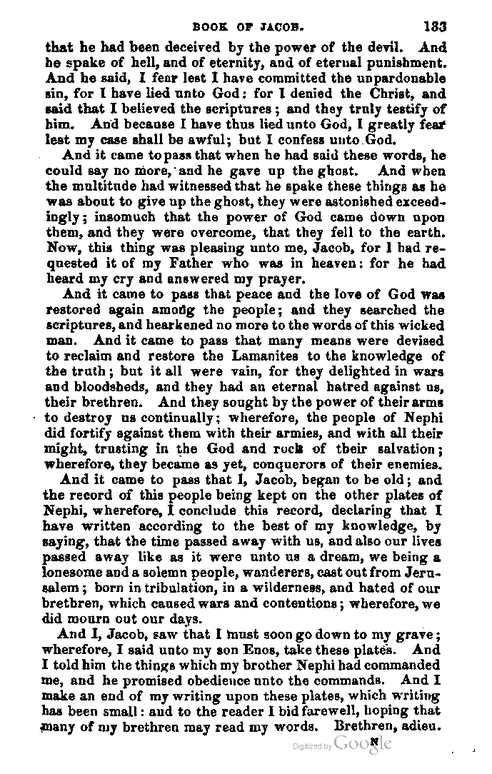 BOOK OF JACOB. 133
that he had been deceived by the power of the devil. And
he spake of hell, and of eternity, and of eternal punishment.
And he said, I fear lest I have committed the unpardonable
sin, for I have lied unto God: for I denied the Christ, and
said that I believed the scriptures; and they truly testify of
him. And because I have thus lied unto God, I greatly fear
lest my case shall be awful; but I confess unto God.
And it came to pass that when he had said these words, he
could say no more, and he gave up the ghost. And when
the multitude had witnessed that he spake these things as he
was about to give up the ghost, they were astonished exceed-
ingly; insomuch that the power of God came down upon
them, and they were overcome, that they fell to the earth.
Now, this thing was pleasing unto me, Jacob, for I had re-
quested it of my Father who was in heaven: for he had
heard my cry and answered my prayer.
And it came to pass that peace and the love of God was
restored again among the people; and they searched the
scriptures, and hearkened no more to the words of this wicked
man. And it came to pass that many means were devised
to reclaim and restore the Lamanites to the knowledge of
the truth; but it all were vain, for they delighted in wars
and bloodsheds, and they had an eternal hatred against us,
their brethren. And they sought by the power of their arms
to destroy us continually; wherefore, the people of Nephi
did fortify against them with their armies, and with all their
might, trusting in the God and rock of their salvation;
wherefore, they became as yet, conquerors of their enemies.
And it came to pass that I, Jacob, began to be old; and
the record of this people being kept on the other plates of
Nephi, wherefore, I conclude this record, declaring that I
have written according to the best of my knowledge, by
saying, that the time passed away with us, and also our lives
passed away like as it were unto us a dream, we being a
lonesome and a solemn people, wanderers, cast out from Jeru-
salem; born in tribulation, in a wilderness, and hated of our
brethren, which caused wars and contentions; wherefore, we
did mourn out our days.
And I, Jacob, saw that I must soon go down to my grave;
wherefore, I said unto my son Enos, take these plates. And
I told him the things which my brother Nephi had commanded
me, and he promised obedience unto the commands. And I
make an end of my writing upon these plates, which writing
has been small: and to the reader I bid farewell, hoping that
many of my brethren may read my words. Brethren, adieu.
N
Digitized by Google